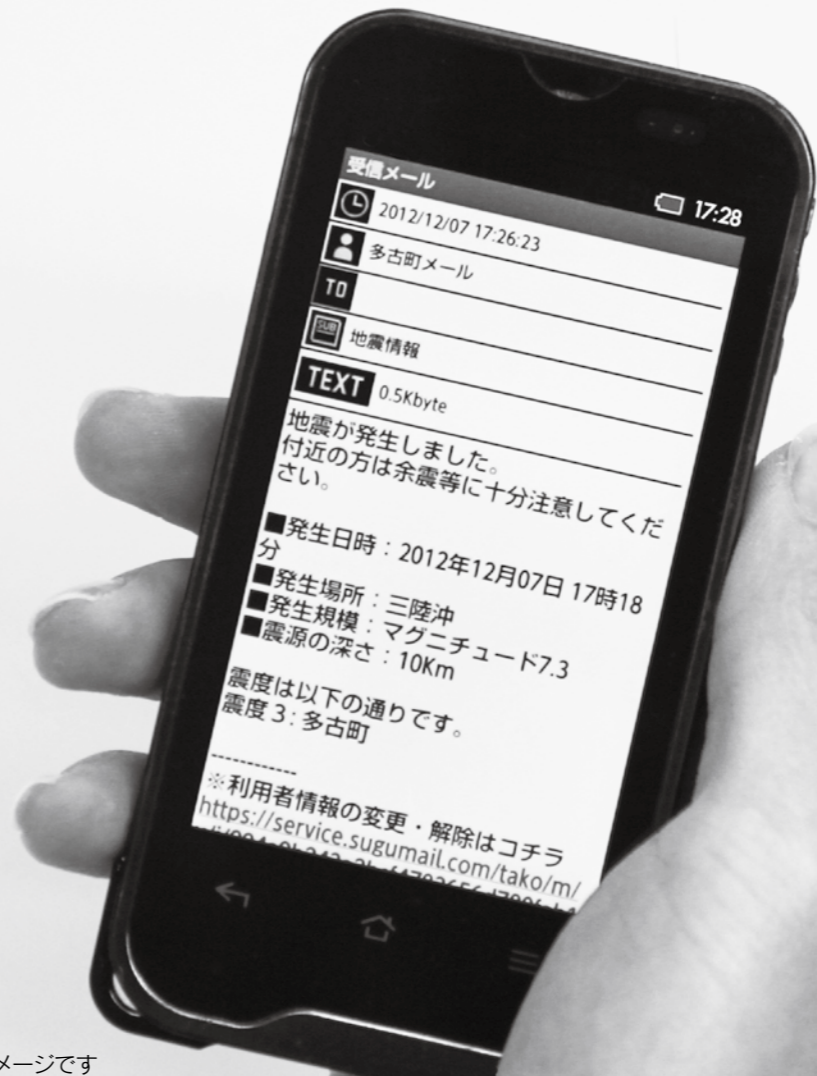 受信メール
17:28
2012/12/07 17:26:23
多古町メール
TO
SUB
地震情報
TEXT
0.5Kbyte
地震が発生しました。
付近の方は余震等に十分注意してくだ
さい。
■発生日時：2012年12月07日 17時18
分
■発生場所：三陸沖
■発生規模：マグニチュード7.3
■震源の深さ：10Km
震度は以下の通りです。
震度３：多古町
-----------
※利用者情報の変更・解除はコチラ
https://service.sugumail.com/tako/m/
メージです